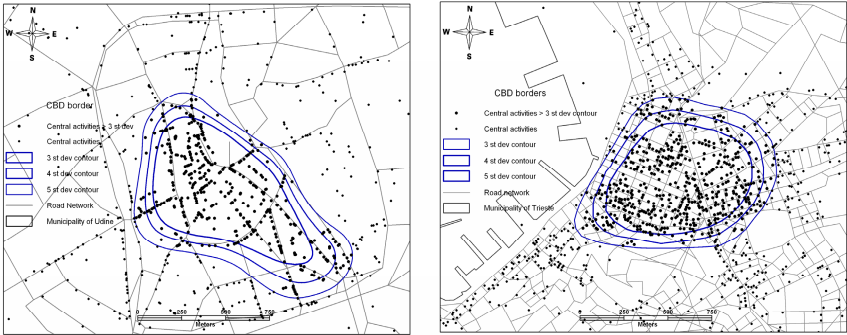 N
W E
S
CBD border
Central activities > 3 st dev
Central activities
3 st dev contour
4 st dev contour
5 st dev contour
Road Network
Municipality of Udine
0 250 500 750
Meters
N
W E
S
CBD borders
Central activities > 3 st dev contour
Central activities
3 st dev contour
4 st dev contour
5 st dev contour
Road network
Municipality of Trieste
0 250 500 750
Meters